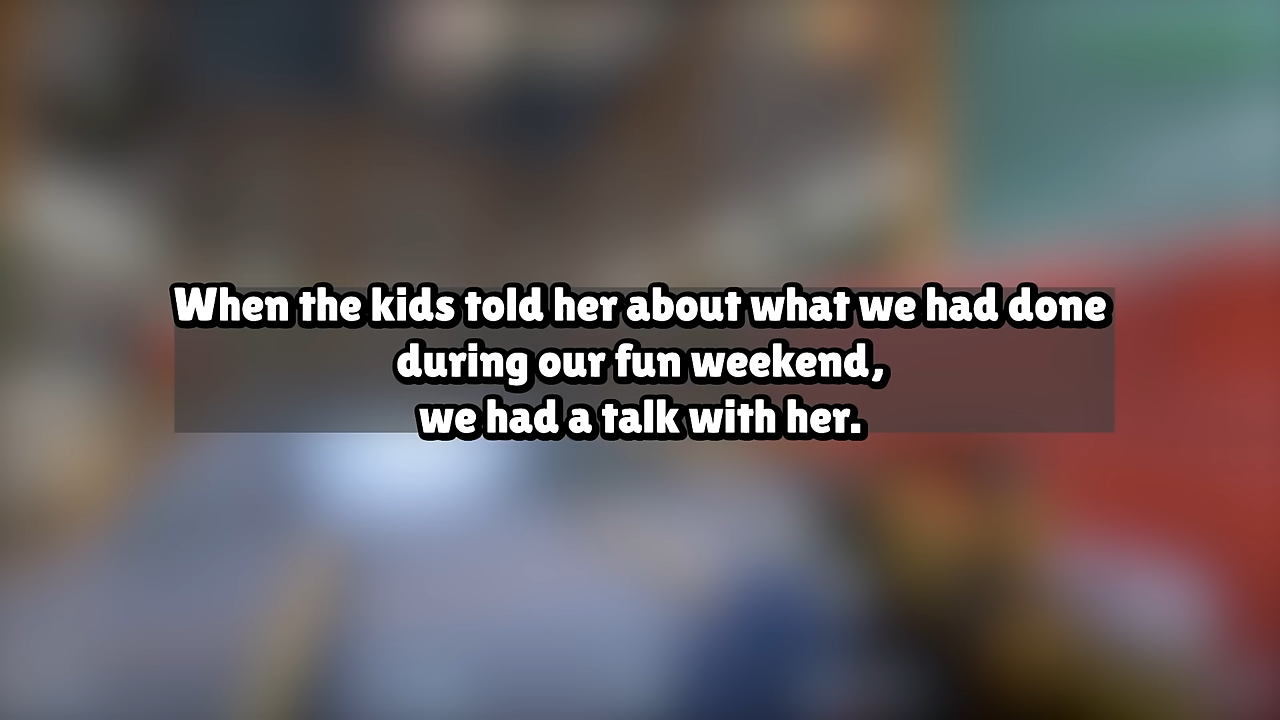 When the kids told her about what we had done
during our fun weekend,
we had a talk with her.